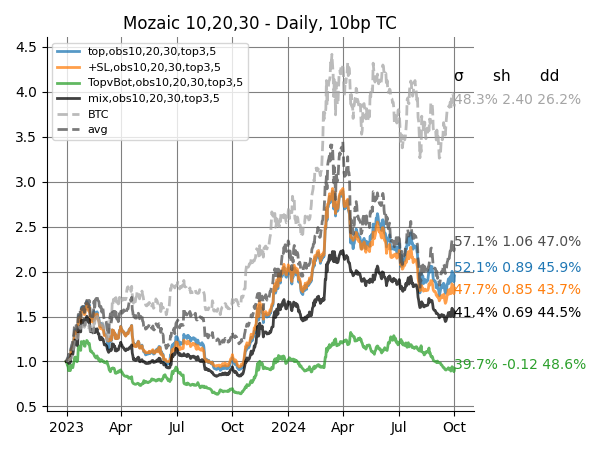 Mozaic 10,20,30 - Daily, 10bp TC
4.5
4.0
3.5
3.0
2.5
2.0
1.5
1.0
0.5
top,obs10,20,30,top3,5
+SL,obs10,20,30,top3,5
TopvBot,obs10,20,30,top3,5
mix,obs10,20,30,top3,5
BTC
avg
σ sh dd
48.3% 2.40 26.2%
57.1% 1.06 47.0%
52.1% 0.89 45.9%
47.7% 0.85 43.7%
41.4% 0.69 44.5%
39.7% -0.12 48.6%
2023 Apr Jul Oct 2024 Apr Jul Oct